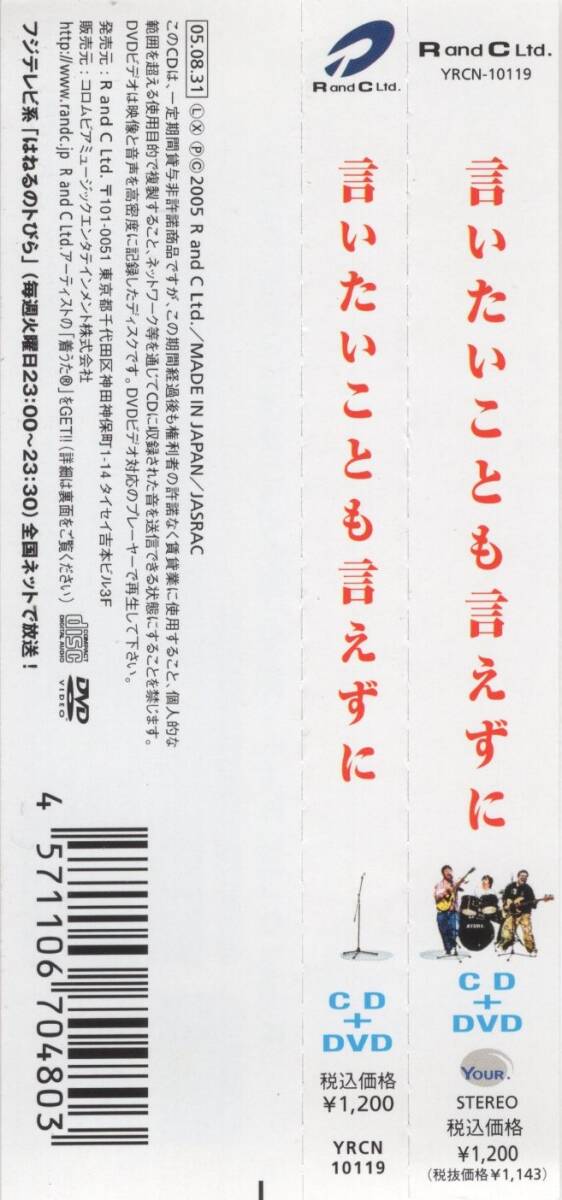 R and C Ltd.
YRCN-10119
言いたいことも言えずに
CD
+
DVD
YOUR.
STEREO
税込価格
¥1,200
(税抜価格¥1,143)
R and C Ltd.
言いたいことも言えずに
CD
+
DVD
税込価格
¥1,200
YRCN
10119
05.08.31 Ⓛ Ⓧ Ⓟ Ⓒ 2005 R and C Ltd.／MADE IN JAPAN／JASRAC
このCDは、一定期間貸与非許諾商品ですが、この期間経過後も権利者の許諾なく賃貸業に使用すること、個人的な
範囲を超える使用目的で複製すること、ネットワーク等を通じてCDに収録された音を送信できる状態にすることを禁じます。
DVDビデオは映像と音声を高密度に記録したディスクです。DVDビデオ対応のプレーヤーで再生して下さい。
発売元：R and C Ltd. 〒101-0051 東京都千代田区神田神保町1-14 タイセイ吉本ビル3F
販売元：コロムビアミュージックエンタテインメント株式会社
http://www.randc.jp R and C Ltd.アーティストの「着うた®」をGET!!（詳細は裏面をご覧ください）
フジテレビ系「はねるのトびら」（毎週火曜日23:00～23:30）全国ネットで放送！
COMPACT
disc
DIGITAL AUDIO
DVD
VIDEO
4 571106 704803